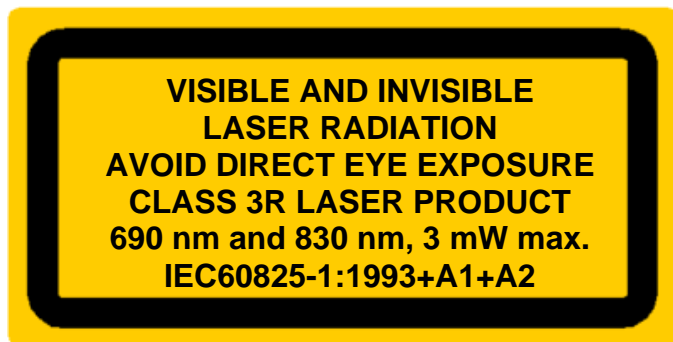 VISIBLE AND INVISIBLE
LASER RADIATION
AVOID DIRECT EYE EXPOSURE
CLASS 3R LASER PRODUCT
690 nm and 830 nm, 3 mW max.
IEC60825-1:1993+A1+A2